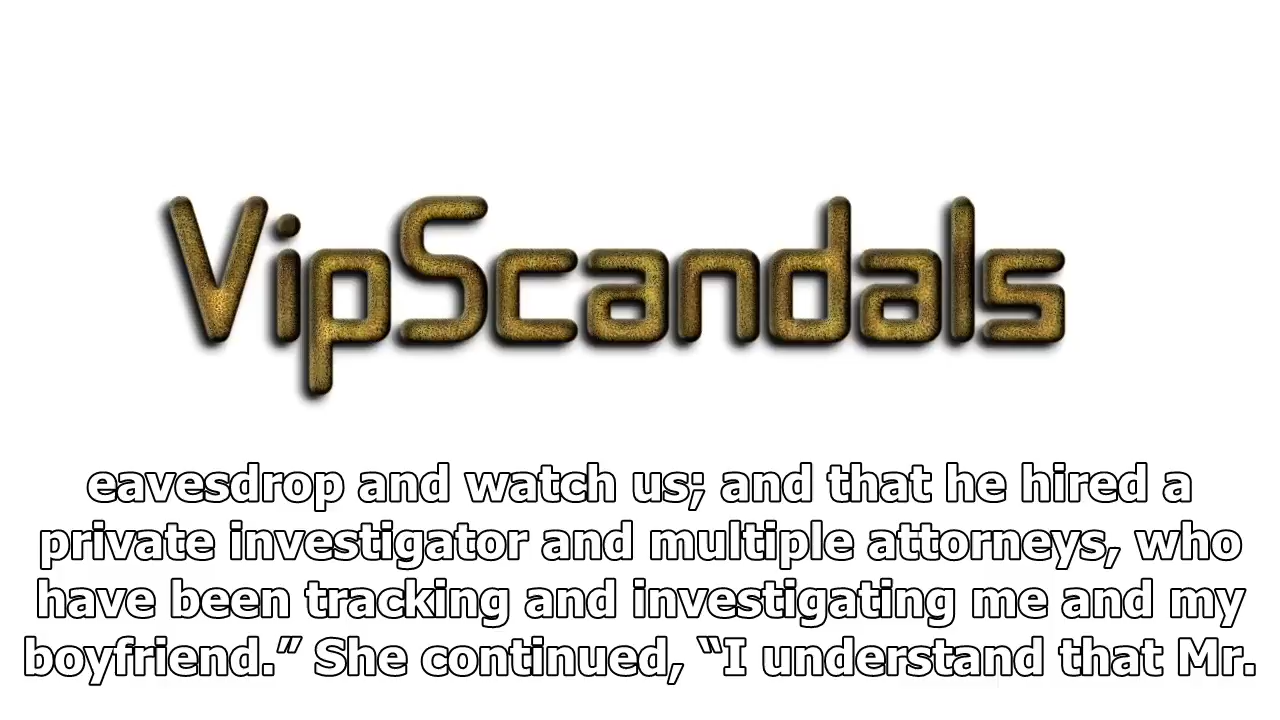 VipScandals
eavesdrop and watch us; and that he hired a
private investigator and multiple attorneys, who
have been tracking and investigating me and my
boyfriend.” She continued, “I understand that Mr.